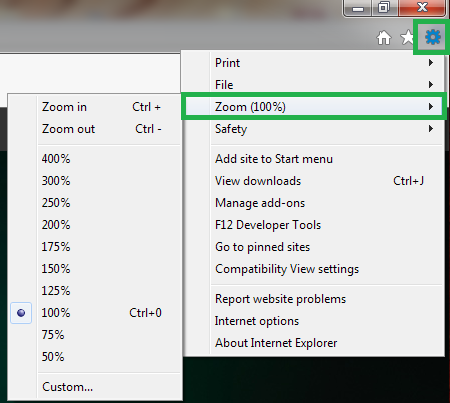 Print
File
Zoom (100%)
Safety
Add site to Start menu
View downloads Ctrl+J
Manage add-ons
F12 Developer Tools
Go to pinned sites
Compatibility View settings
Report website problems
Internet options
About Internet Explorer
Zoom in Ctrl +
Zoom out Ctrl -
400%
300%
250%
200%
175%
150%
125%
100% Ctrl+0
75%
50%
Custom...